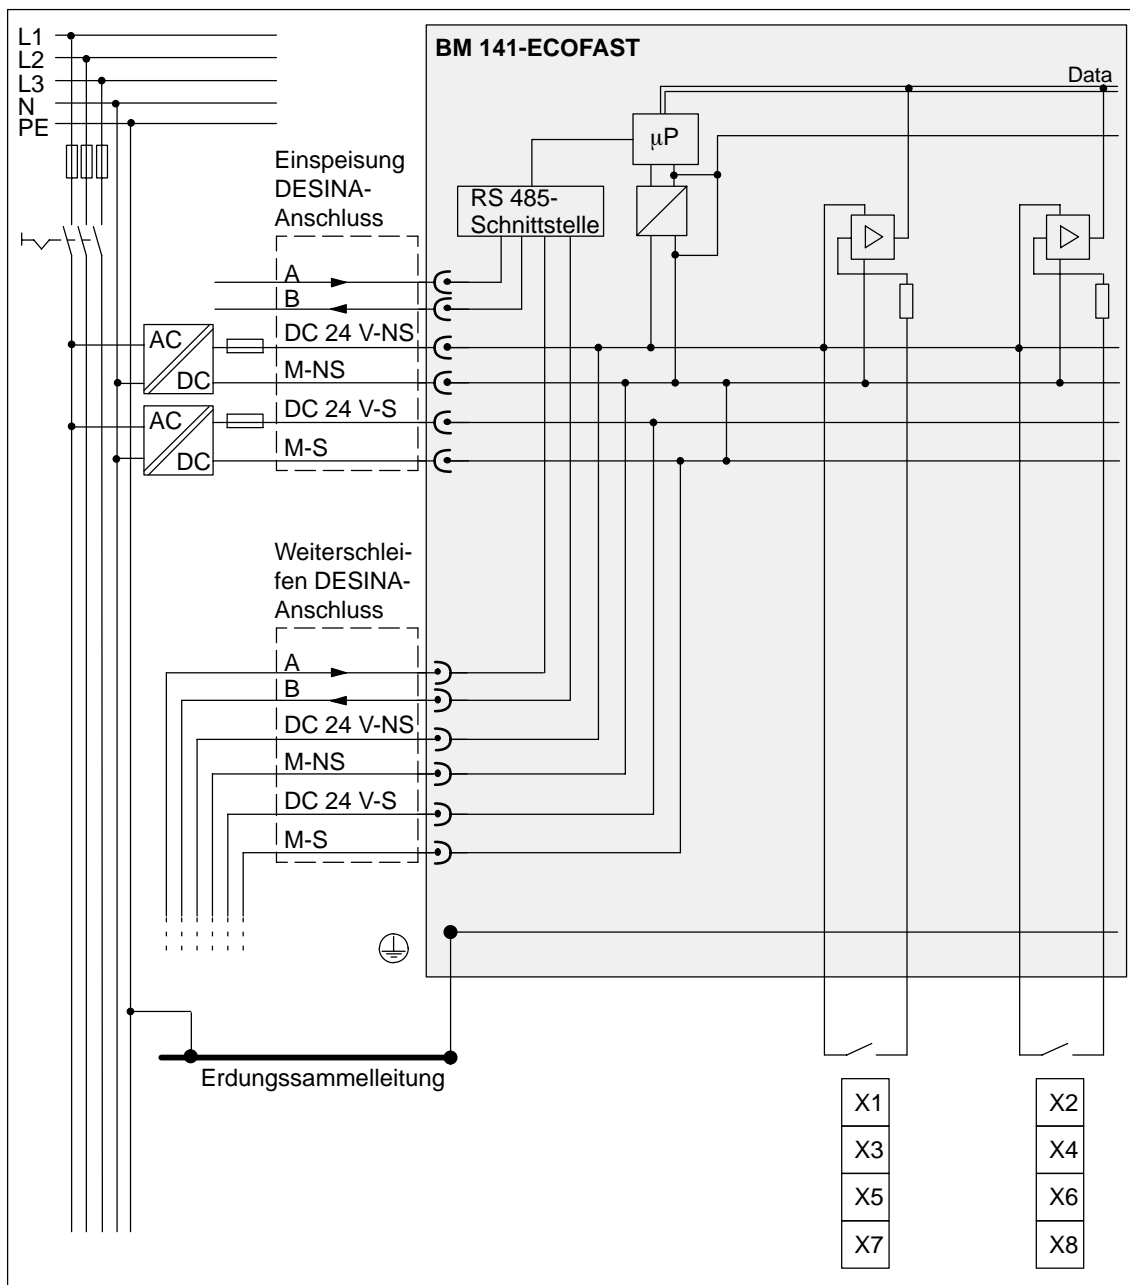 L1
L2
L3
N
PE
BM 141-ECOFAST
Data
μP
Einspeisung
DESINA-
Anschluss
RS 485-
Schnittstelle
A
B
DC 24 V-NS
M-NS
DC 24 V-S
M-S
AC
DC
AC
DC
Weiterschlei-
fen DESINA-
Anschluss
A
B
DC 24 V-NS
M-NS
DC 24 V-S
M-S
Erdungssammelleitung
X1
X3
X5
X7
X2
X4
X6
X8